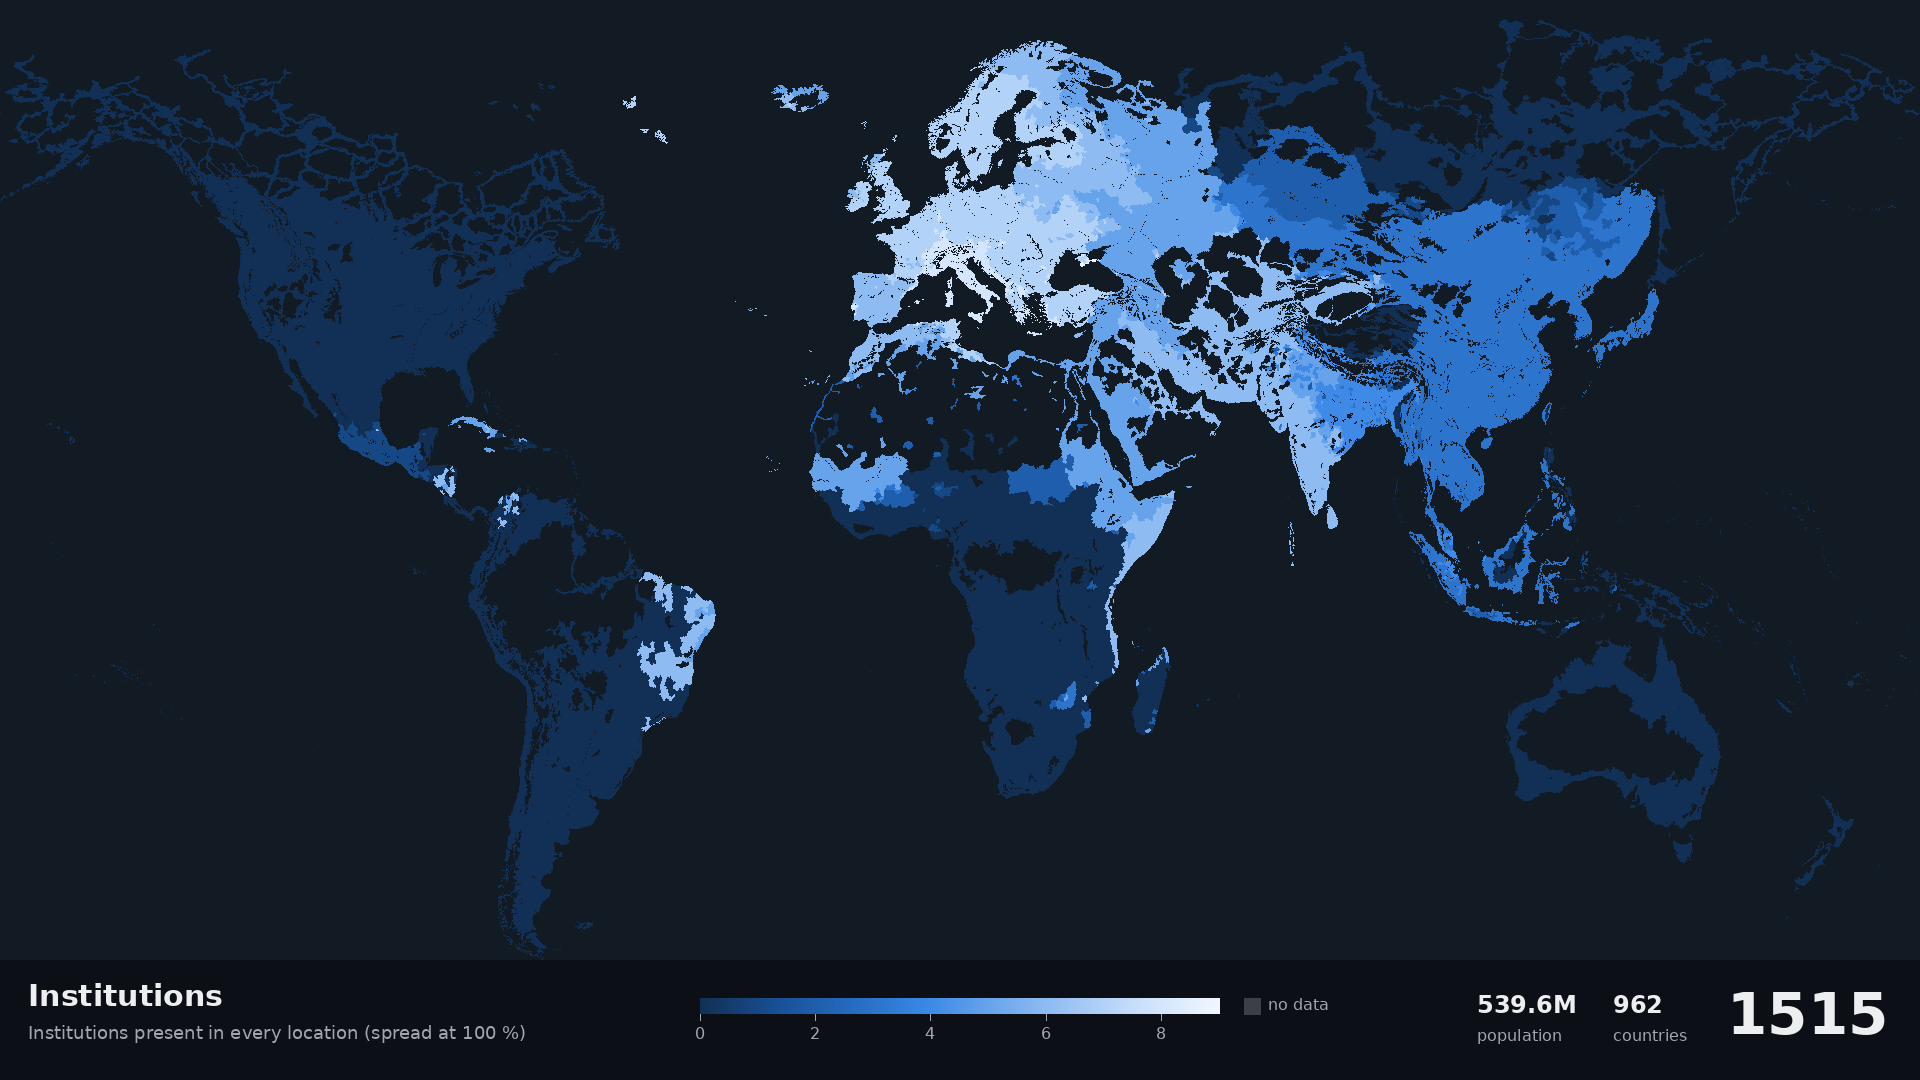 Institutions
Institutions present in every location (spread at 100 %)
0 2 4 6 8
no data
539.6M
population
962
countries
1515